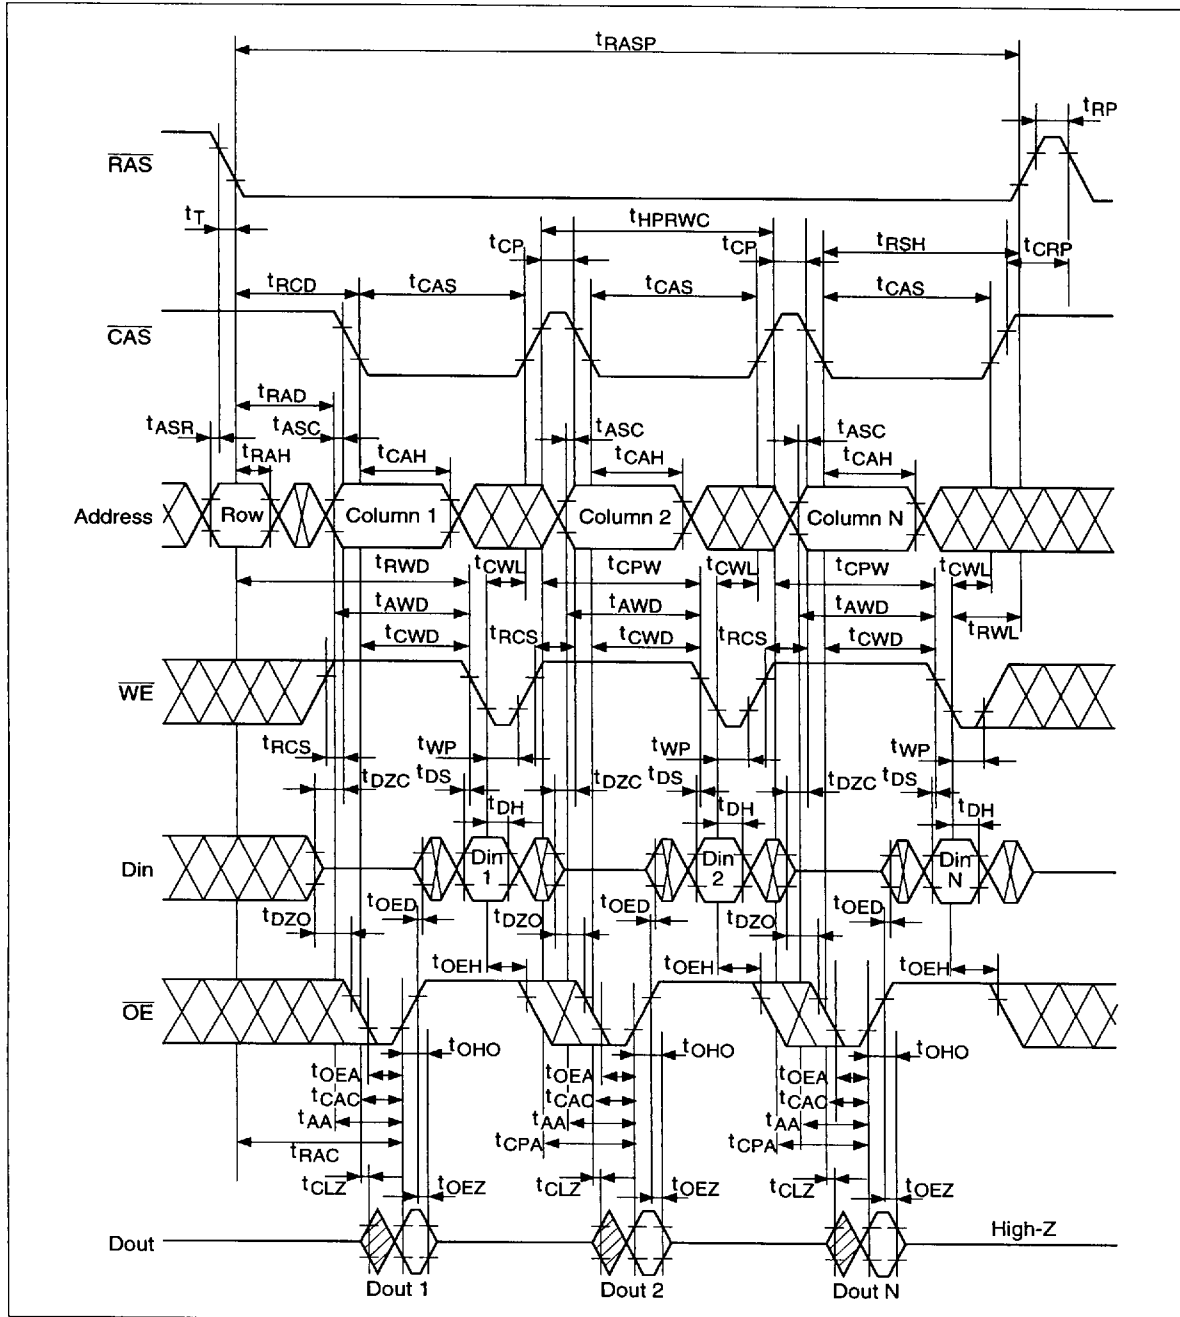 tRASP
tRP
RAS
tT
tHPRWC
tCP
tCP
tRSH
tCRP
tRCD
tCAS
tCAS
tCAS
CAS
tRAD
tASR
tASC
tASC
tASC
tRAH
tCAH
tCAH
tCAH
Address
Row
Column 1
Column 2
Column N
tRWD
tCWL
tCPW
tCWL
tCPW
tCWL
tAWD
tAWD
tAWD
tCWD
tRCS
tCWD
tRCS
tCWD
tRWL
WE
tRCS
tWP
tWP
tWP
tDZC
tDS
tDZC
tDS
tDZC
tDS
tDH
tDH
tDH
Din
Din 1
Din 2
Din N
tDZO
tOED
tDZO
tOED
tDZO
tOED
tOEH
tOEH
tOEH
OE
tOHO
tOHO
tOHO
tOEA
tOEA
tOEA
tCAC
tCAC
tCAC
tAA
tAA
tAA
tRAC
tCPA
tCPA
tCLZ
tOEZ
tCLZ
tOEZ
tCLZ
tOEZ
Dout
High-Z
Dout 1
Dout 2
Dout N